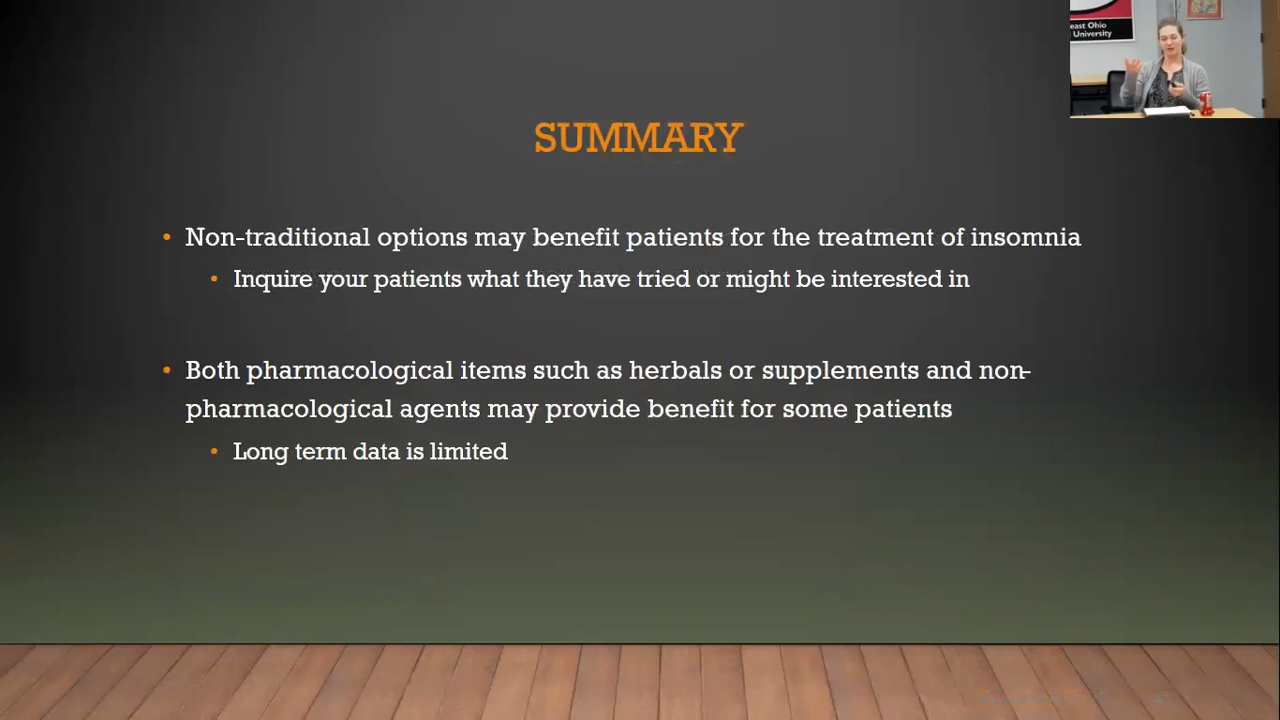 east Ohio
University
SUMMARY
• Non-traditional options may benefit patients for the treatment of insomnia
• Inquire your patients what they have tried or might be interested in
• Both pharmacological items such as herbals or supplements and non-
pharmacological agents may provide benefit for some patients
• Long term data is limited